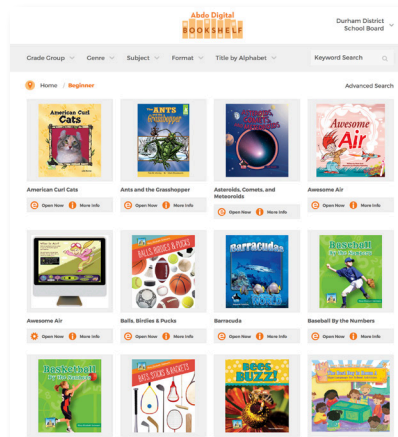 Abdo Digital
BOOKSHELF
Durham District
School Board
Grade Group
Genre
Subject
Format
Title by Alphabet
Keyword Search
Home / Beginner
Advanced Search
American Curl
Cats
The ANTS
and the
Grasshopper
Asteroids, Comets,
and Meteoroids
Awesome
Air
American Curl Cats
Ants and the Grasshopper
Asteroids, Comets, and
Meteoroids
Awesome Air
Open Now
More Info
Open Now
More Info
Open Now
More Info
Open Now
More Info
BALLS, BIRDIES & PUCKS
Barracudas
Baseball
By the Numbers
Awesome Air
Balls, Birdies & Pucks
Barracuda
Baseball By the Numbers
Open Now
More Info
Open Now
More Info
Open Now
More Info
Open Now
More Info
Basketball
By the Numbers
BATS, STICKS & RACKETS
BEES
BUZZ!